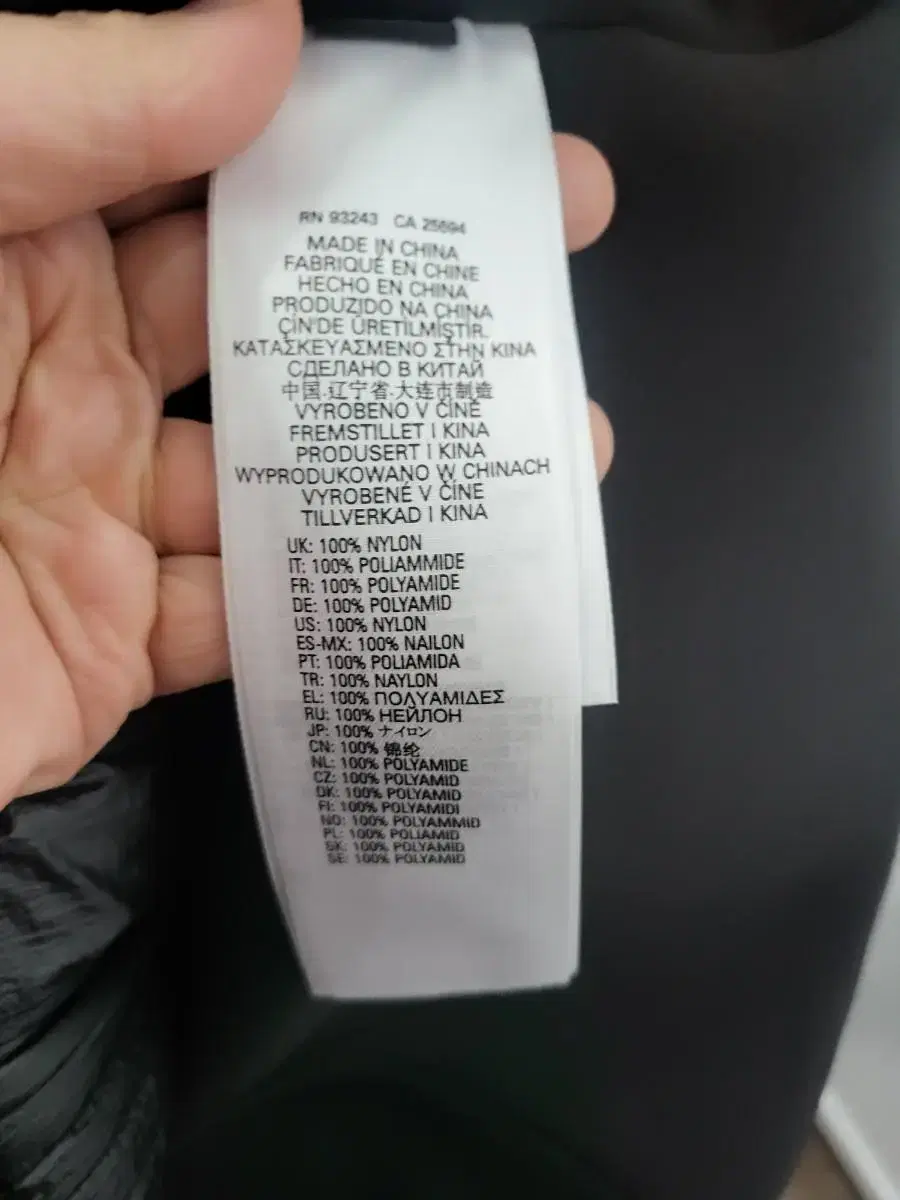 RN 93243 CA 25694
MADE IN CHINA
FABRIQUÉ EN CHINE
HECHO EN CHINA
PRODUZIDO NA CHINA
ÇİN'DE ÜRETİLMİŞTİR.
ΚΑΤΑΣΚΕΥΑΣΜΕΝΟ ΣΤΗΝ ΚΙΝΑ
СДЕЛАНО В КИТАЙ
中国·辽宁省·大连市制造
VYROBENO V ČÍNĚ
FREMSTILLET I KINA
PRODUSERT I KINA
WYPRODUKOWANO W CHINACH
VYROBENÉ V ČÍNE
TILLVERKAD I KINA
UK: 100% NYLON
IT: 100% POLIAMMIDE
FR: 100% POLYAMIDE
DE: 100% POLYAMID
US: 100% NYLON
ES-MX: 100% NAILON
PT: 100% POLIAMIDA
TR: 100% NAYLON
EL: 100% ΠΟΛΥΑΜΙΔΕΣ
RU: 100% НЕЙЛОН
JP: 100% ナイロン
CN: 100% 锦纶
NL: 100% POLYAMIDE
CZ: 100% POLYAMID
DK: 100% POLYAMID
FI: 100% POLYAMIDI
NO: 100% POLYAMMID
PL: 100% POLIAMID
SK: 100% POLYAMID
SE: 100% POLYAMID